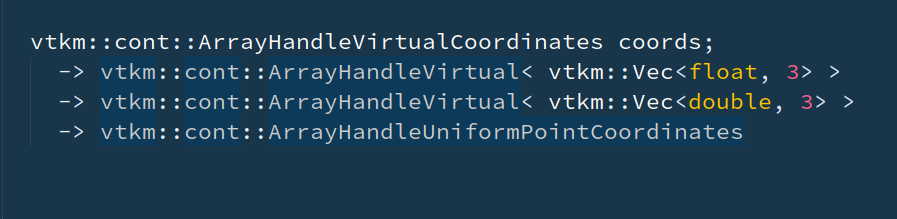 vtkm::cont::ArrayHandleVirtualCoordinates coords;
-> vtkm::cont::ArrayHandleVirtual< vtkm::Vec<float, 3> >
-> vtkm::cont::ArrayHandleVirtual< vtkm::Vec<double, 3> >
-> vtkm::cont::ArrayHandleUniformPointCoordinates